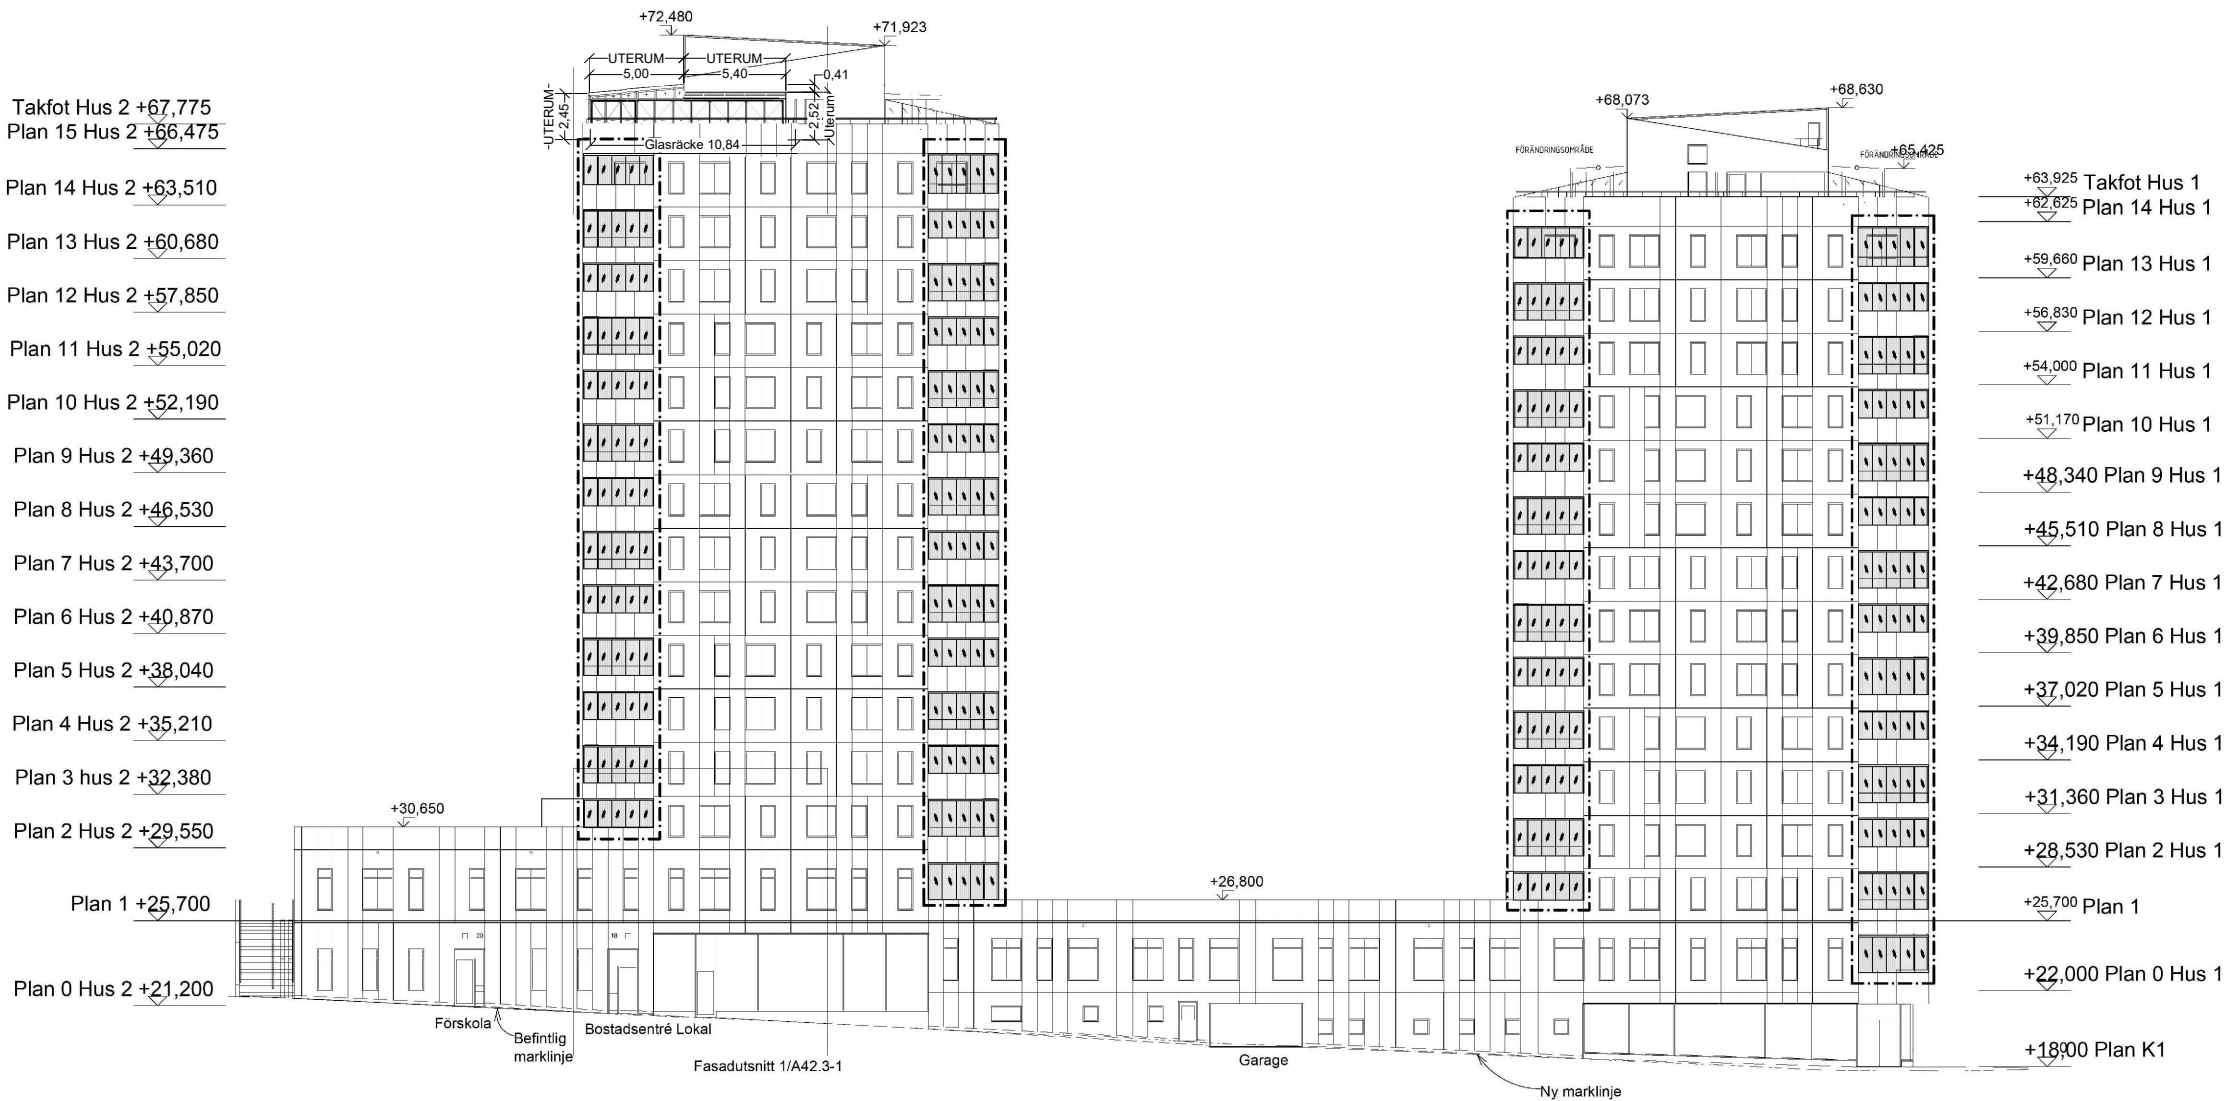 +72,480
+71,923
UTERUM
UTERUM
5,00
5,40
0,41
-UTERUM-
2,45
2,52
Uterum
Glasräcke 10,84
Takfot Hus 2 +67,775
Plan 15 Hus 2 +66,475
Plan 14 Hus 2 +63,510
Plan 13 Hus 2 +60,680
Plan 12 Hus 2 +57,850
Plan 11 Hus 2 +55,020
Plan 10 Hus 2 +52,190
Plan 9 Hus 2 +49,360
Plan 8 Hus 2 +46,530
Plan 7 Hus 2 +43,700
Plan 6 Hus 2 +40,870
Plan 5 Hus 2 +38,040
Plan 4 Hus 2 +35,210
Plan 3 hus 2 +32,380
Plan 2 Hus 2 +29,550
Plan 1 +25,700
Plan 0 Hus 2 +21,200
+30,650
20
18
Förskola
Befintlig
marklinje
Bostadsentré Lokal
Fasadutsnitt 1/A42.3-1
+26,800
Garage
Ny marklinje
+68,073
+68,630
FÖRÄNDRINGSOMRÅDE
FÖRÄNDRINGSOMRÅDE
+65,425
+63,925 Takfot Hus 1
+62,625 Plan 14 Hus 1
+59,660 Plan 13 Hus 1
+56,830 Plan 12 Hus 1
+54,000 Plan 11 Hus 1
+51,170 Plan 10 Hus 1
+48,340 Plan 9 Hus 1
+45,510 Plan 8 Hus 1
+42,680 Plan 7 Hus 1
+39,850 Plan 6 Hus 1
+37,020 Plan 5 Hus 1
+34,190 Plan 4 Hus 1
+31,360 Plan 3 Hus 1
+28,530 Plan 2 Hus 1
+25,700 Plan 1
+22,000 Plan 0 Hus 1
+18,00 Plan K1